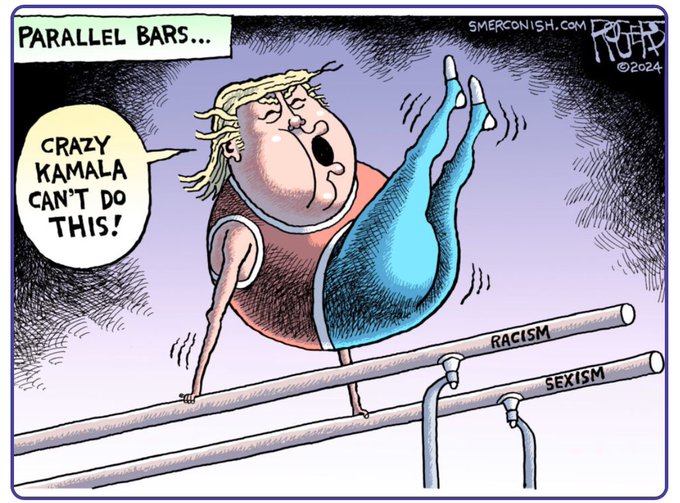 PARALLEL BARS...
SMERCONISH.COM
ROGERS
©2024
CRAZY
KAMALA
CAN'T DO
THIS!
RACISM
SEXISM